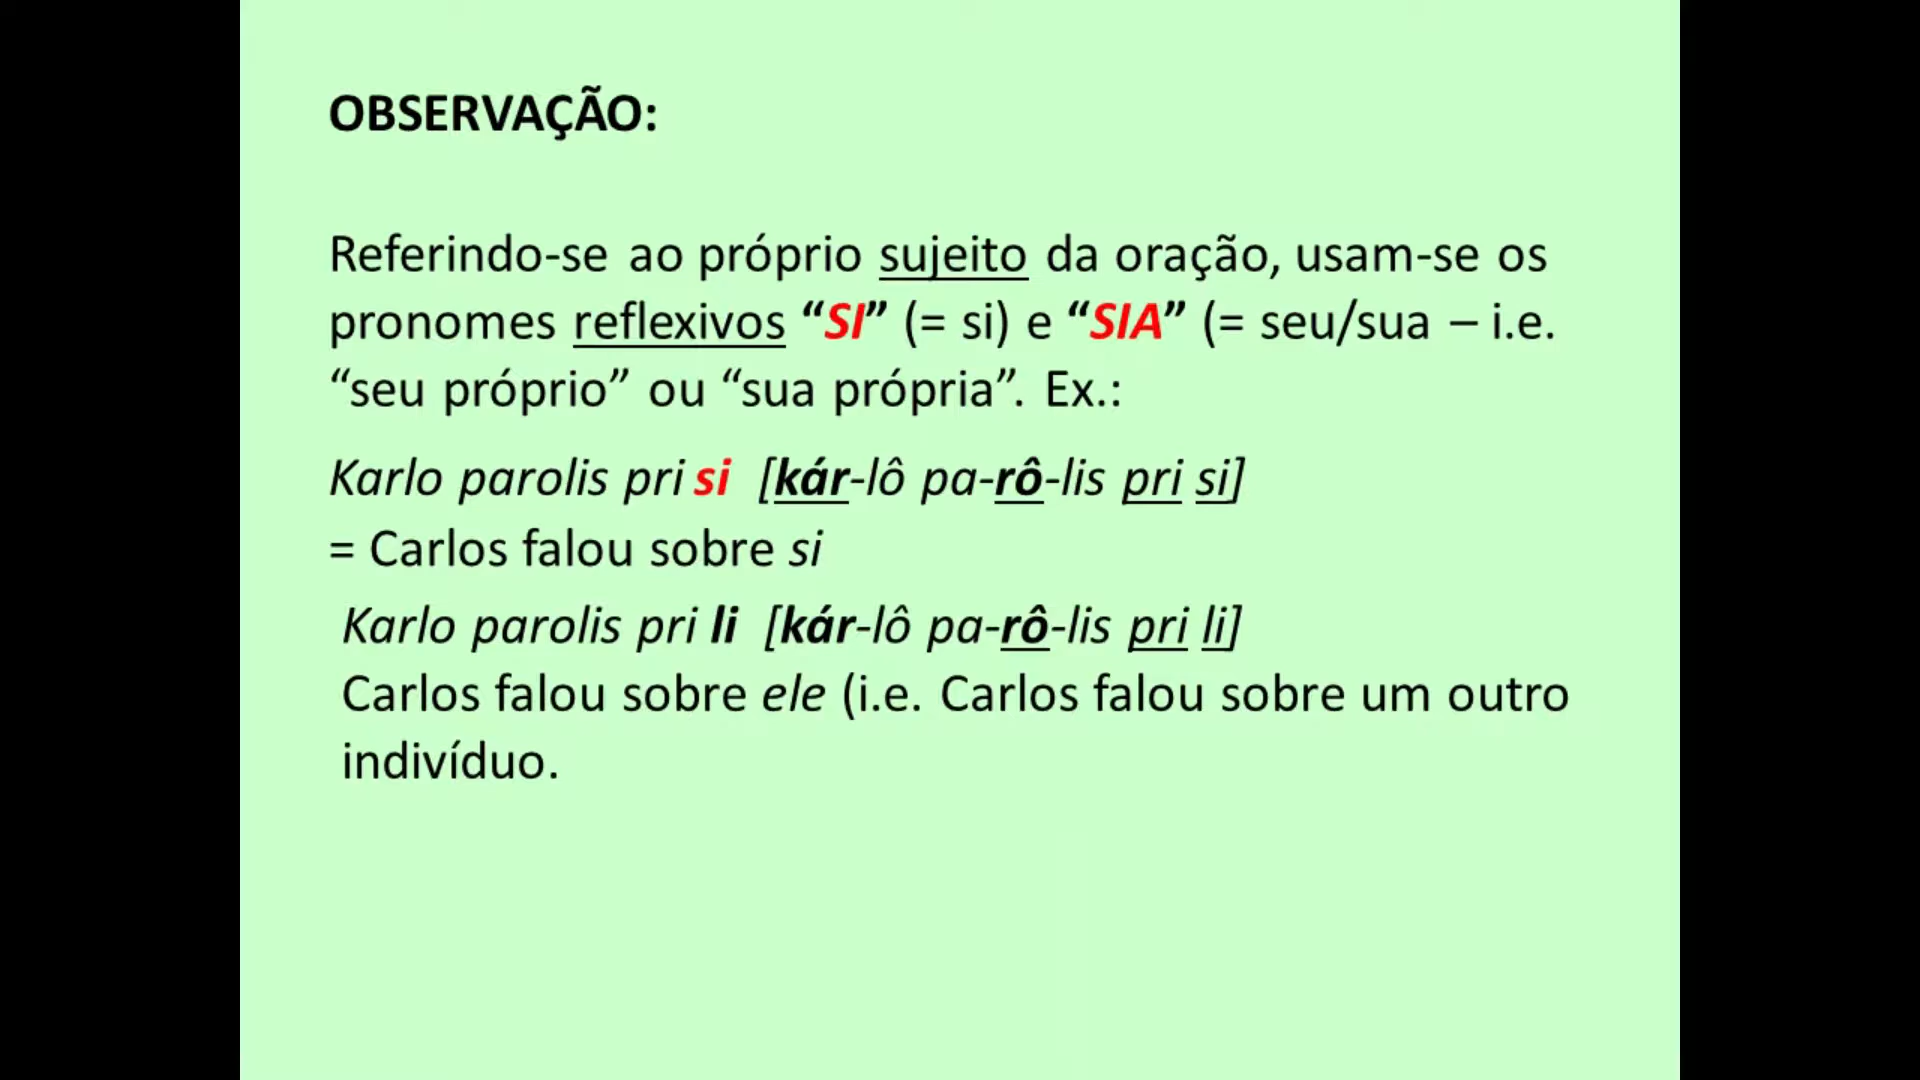 OBSERVAÇÃO:
Referindo-se ao próprio sujeito da oração, usam-se os
pronomes reflexivos “SI” (= si) e “SIA” (= seu/sua – i.e.
“seu próprio” ou “sua própria”. Ex.:
Karlo parolis pri si [kár-lô pa-rô-lis pri si]
= Carlos falou sobre si
Karlo parolis pri li [kár-lô pa-rô-lis pri li]
Carlos falou sobre ele (i.e. Carlos falou sobre um outro
indivíduo.